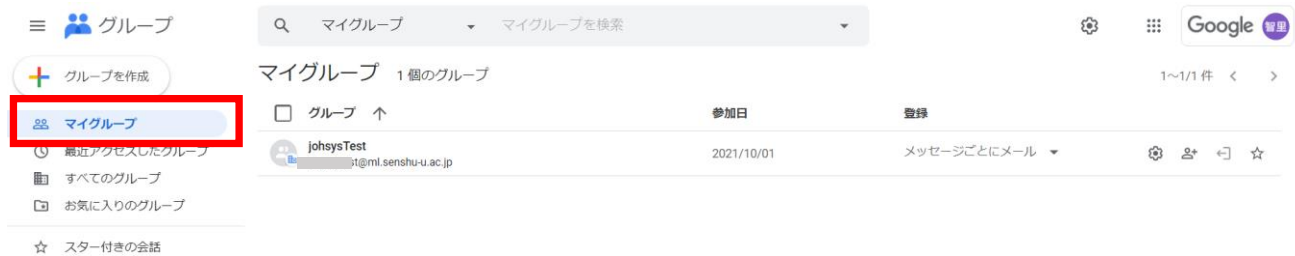 グループ
マイグループ
マイグループを検索
Google 智里
グループを作成
マイグループ 1 個のグループ
1～1/1 件
マイグループ
グループ
参加日
登録
最近アクセスしたグループ
johsysTest
st@ml.senshu-u.ac.jp
2021/10/01
メッセージごとにメール
すべてのグループ
お気に入りのグループ
スター付きの会話